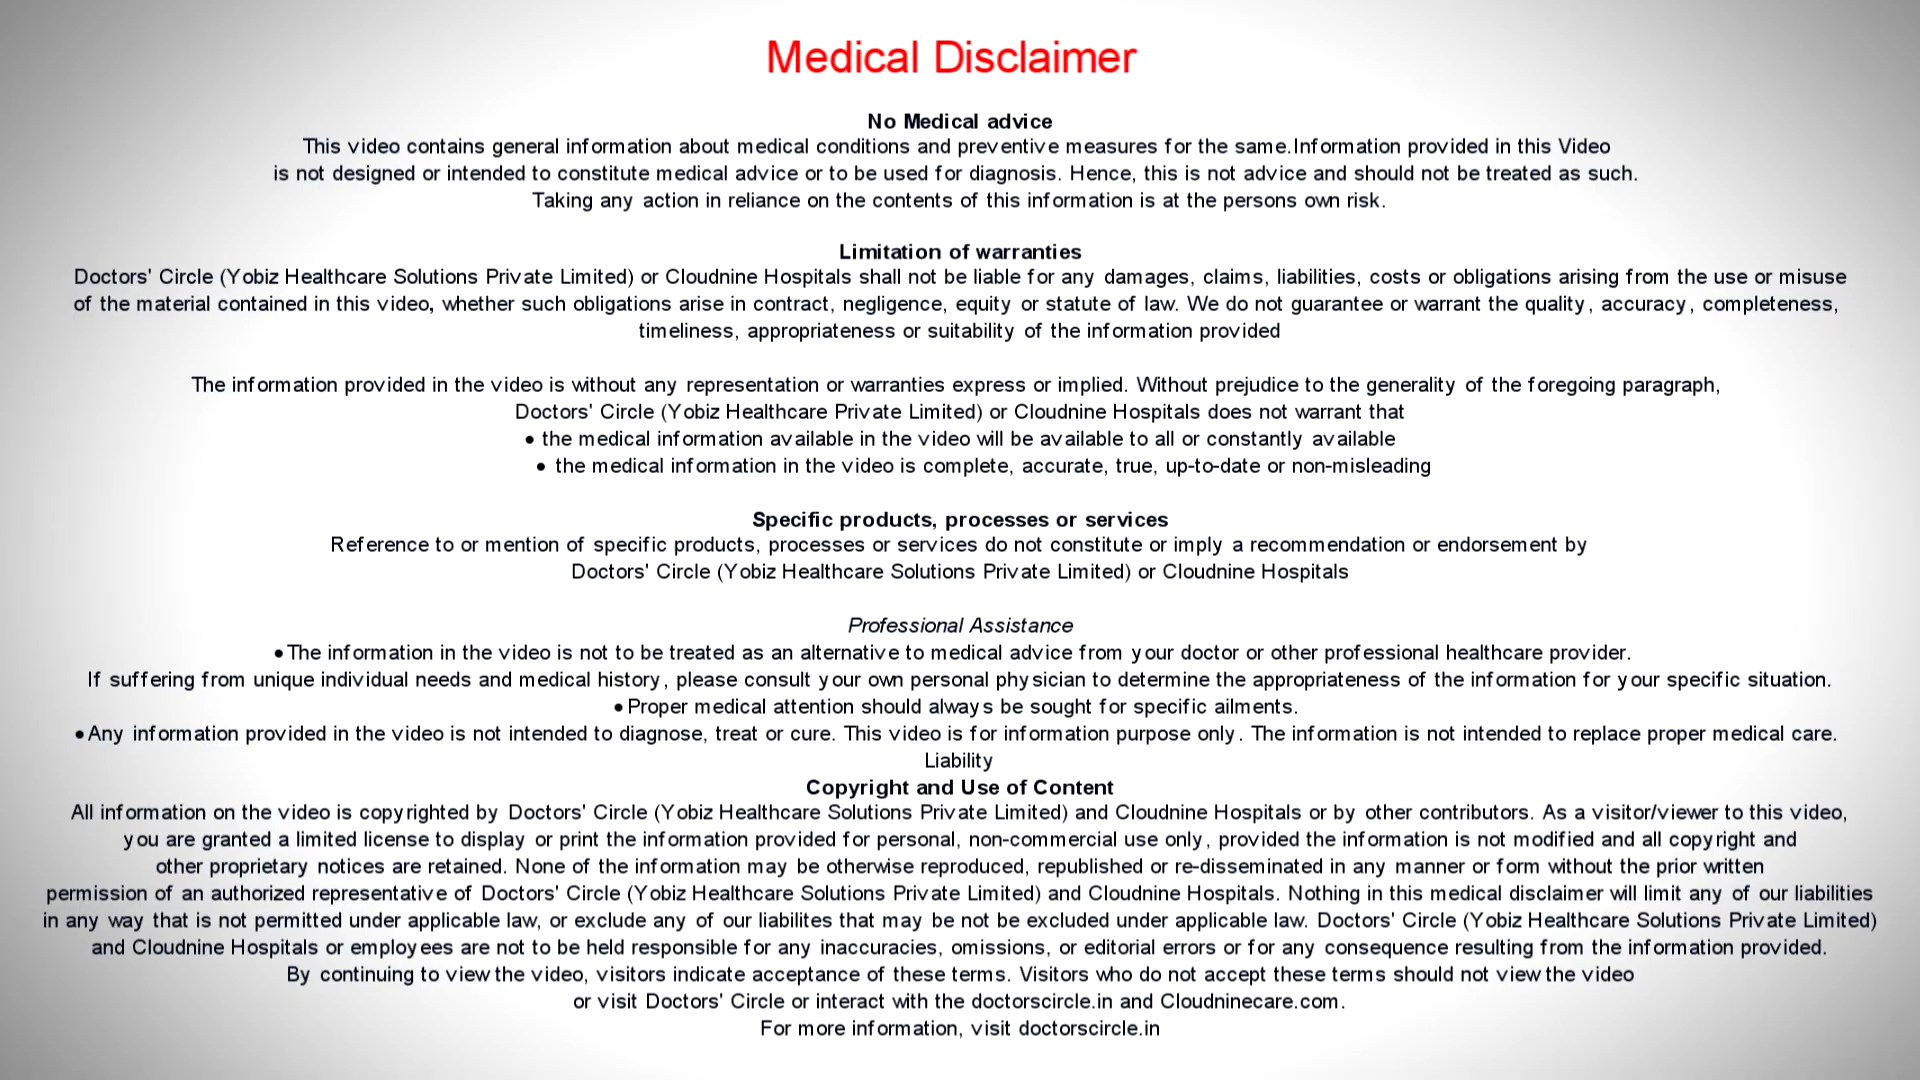 Medical Disclaimer
No Medical advice
This video contains general information about medical conditions and preventive measures for the same.Information provided in this Video
is not designed or intended to constitute medical advice or to be used for diagnosis. Hence, this is not advice and should not be treated as such.
Taking any action in reliance on the contents of this information is at the persons own risk.
Limitation of warranties
Doctors' Circle (Yobiz Healthcare Solutions Private Limited) or Cloudnine Hospitals shall not be liable for any damages, claims, liabilities, costs or obligations arising from the use or misuse
of the material contained in this video, whether such obligations arise in contract, negligence, equity or statute of law. We do not guarantee or warrant the quality, accuracy, completeness,
timeliness, appropriateness or suitability of the information provided
The information provided in the video is without any representation or warranties express or implied. Without prejudice to the generality of the foregoing paragraph,
Doctors' Circle (Yobiz Healthcare Private Limited) or Cloudnine Hospitals does not warrant that
• the medical information available in the video will be available to all or constantly available
• the medical information in the video is complete, accurate, true, up-to-date or non-misleading
Specific products, processes or services
Reference to or mention of specific products, processes or services do not constitute or imply a recommendation or endorsement by
Doctors' Circle (Yobiz Healthcare Solutions Private Limited) or Cloudnine Hospitals
Professional Assistance
•The information in the video is not to be treated as an alternative to medical advice from your doctor or other professional healthcare provider.
If suffering from unique individual needs and medical history, please consult your own personal physician to determine the appropriateness of the information for your specific situation.
•Proper medical attention should always be sought for specific ailments.
•Any information provided in the video is not intended to diagnose, treat or cure. This video is for information purpose only. The information is not intended to replace proper medical care.
Liability
Copyright and Use of Content
All information on the video is copyrighted by Doctors' Circle (Yobiz Healthcare Solutions Private Limited) and Cloudnine Hospitals or by other contributors. As a visitor/viewer to this video,
you are granted a limited license to display or print the information provided for personal, non-commercial use only, provided the information is not modified and all copyright and
other proprietary notices are retained. None of the information may be otherwise reproduced, republished or re-disseminated in any manner or form without the prior written
permission of an authorized representative of Doctors' Circle (Yobiz Healthcare Solutions Private Limited) and Cloudnine Hospitals. Nothing in this medical disclaimer will limit any of our liabilities
in any way that is not permitted under applicable law, or exclude any of our liabilites that may be not be excluded under applicable law. Doctors' Circle (Yobiz Healthcare Solutions Private Limited)
and Cloudnine Hospitals or employees are not to be held responsible for any inaccuracies, omissions, or editorial errors or for any consequence resulting from the information provided.
By continuing to view the video, visitors indicate acceptance of these terms. Visitors who do not accept these terms should not view the video
or visit Doctors' Circle or interact with the doctorscircle.in and Cloudninecare.com.
For more information, visit doctorscircle.in